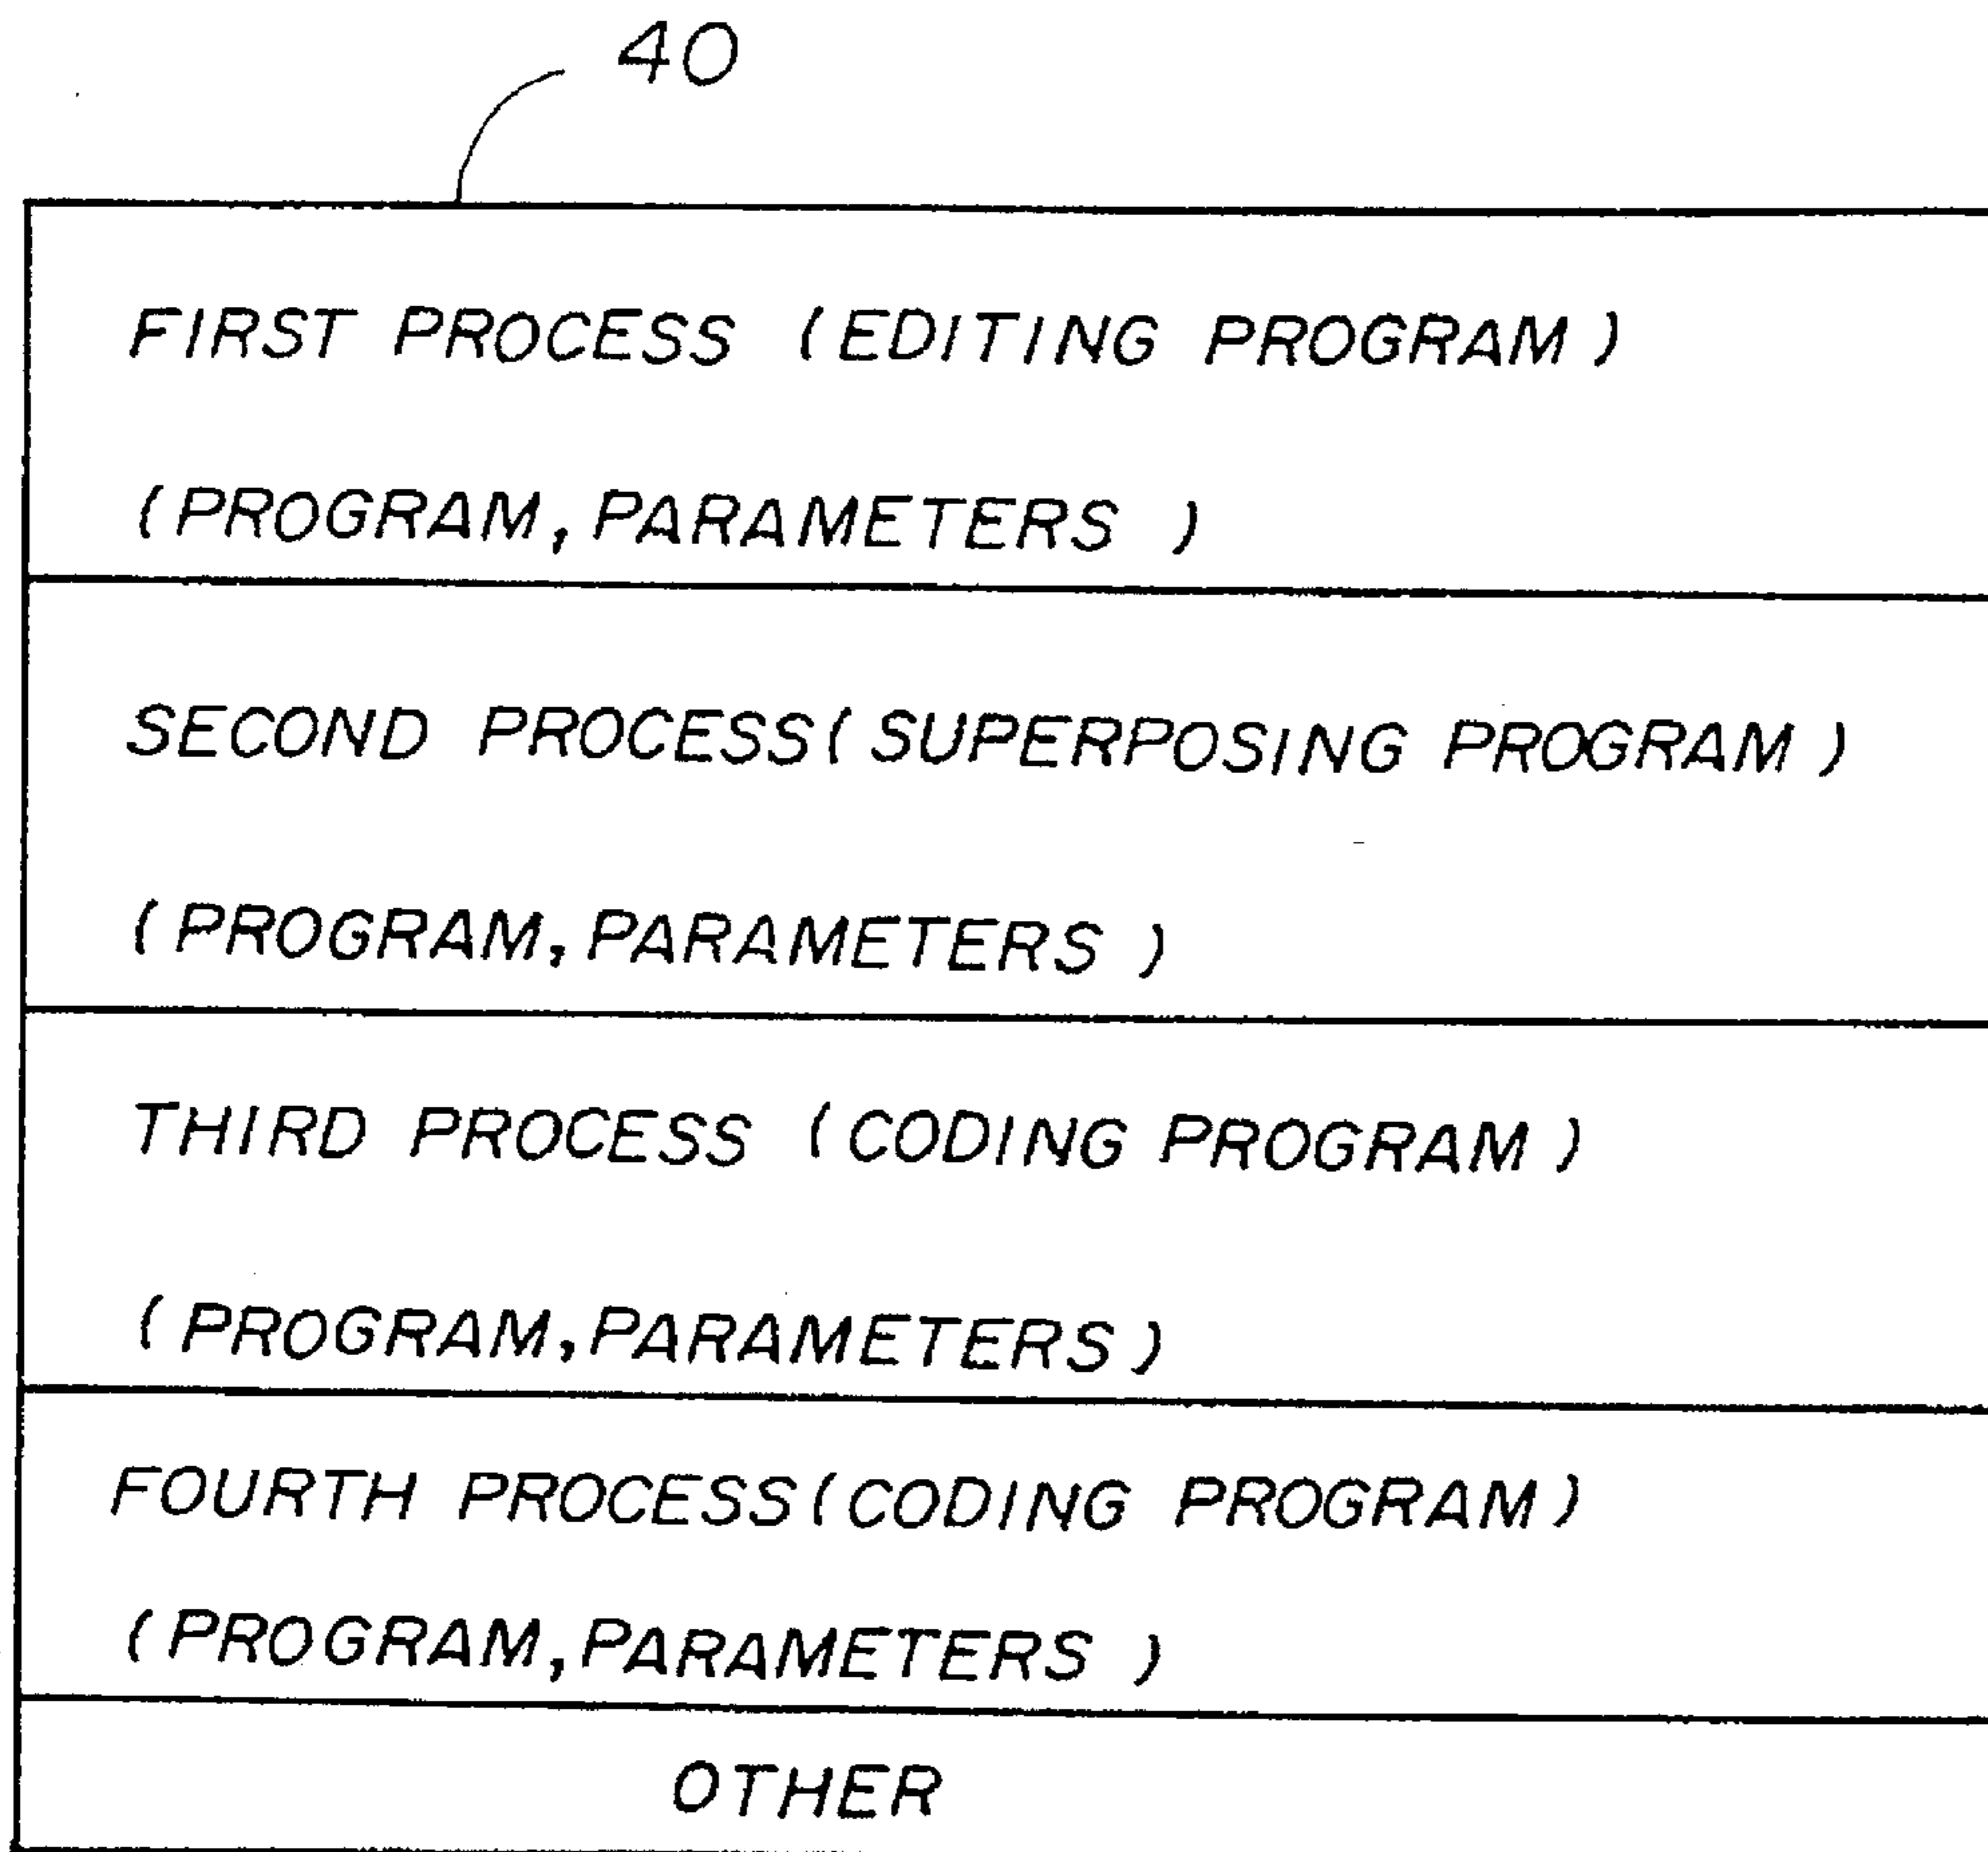 40
FIRST PROCESS (EDITING PROGRAM)
(PROGRAM, PARAMETERS)
SECOND PROCESS (SUPERPOSING PROGRAM)
(PROGRAM, PARAMETERS)
THIRD PROCESS (CODING PROGRAM)
(PROGRAM, PARAMETERS)
FOURTH PROCESS (CODING PROGRAM)
(PROGRAM, PARAMETERS)
OTHER